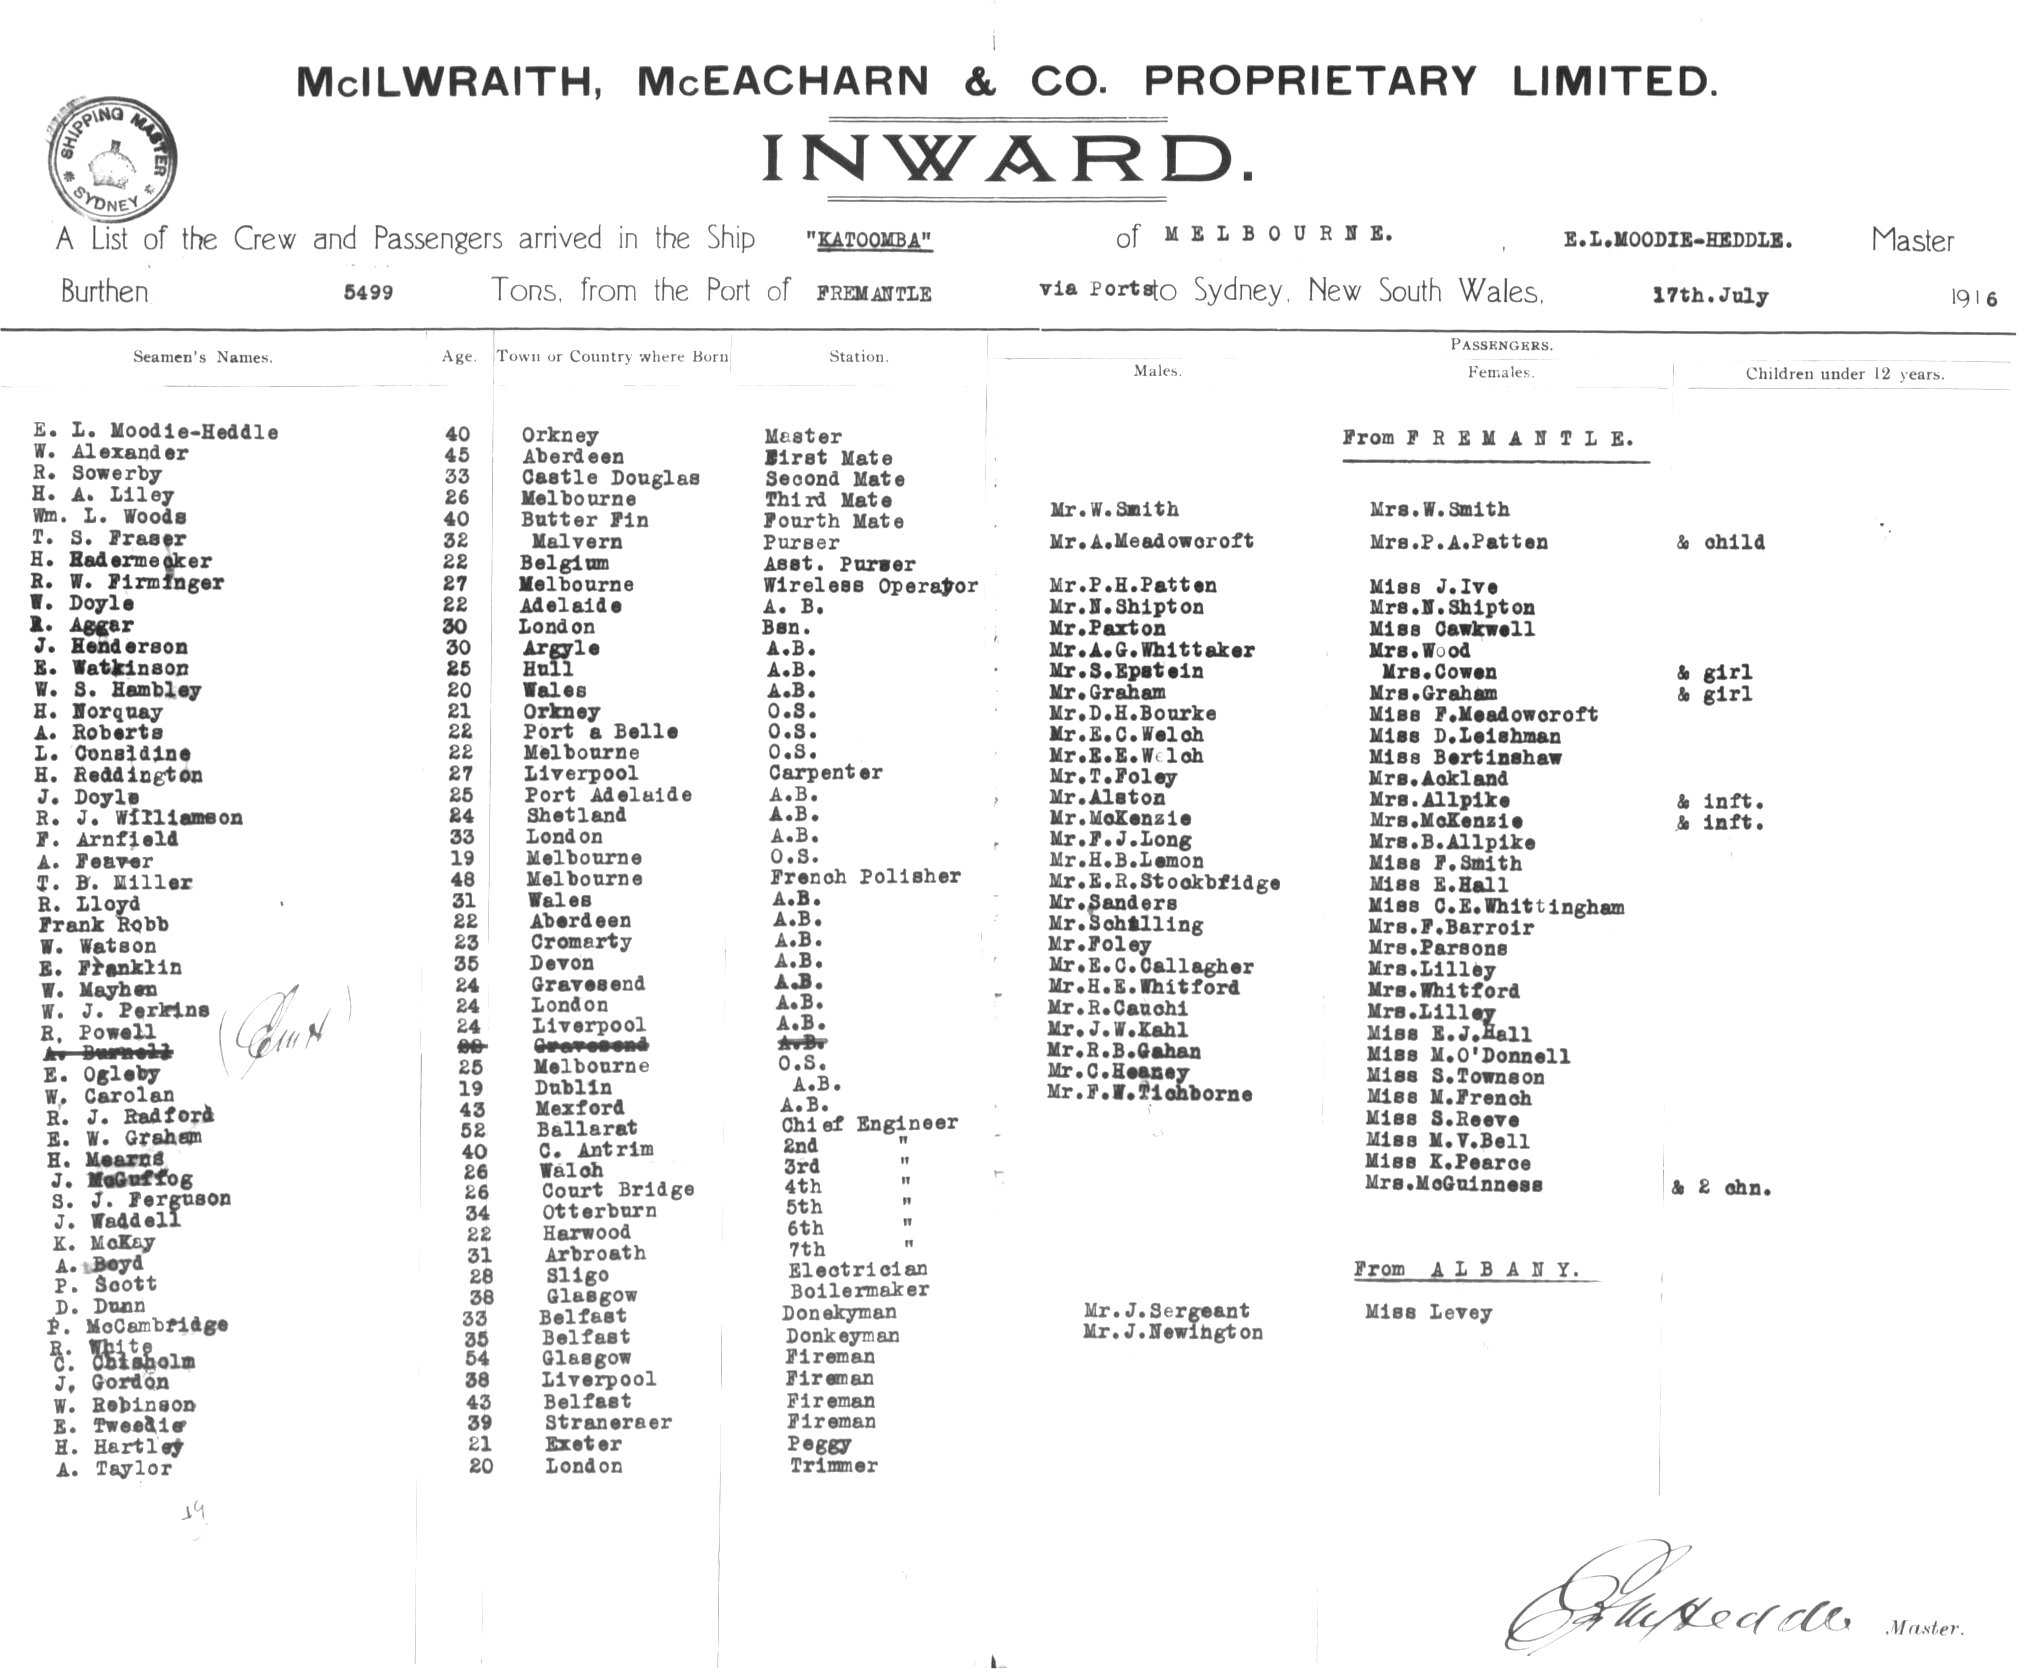 McILWRAITH, McEACHARN & CO. PROPRIETARY LIMITED.
SHIPPING MASTER
SYDNEY
INWARD.
A List of the Crew and Passengers arrived in the Ship "KATOOMBA" of MELBOURNE. , E.L.MOODIE-HEDDLE. Master
Burthen 5499 Tons, from the Port of FREMANTLE via Ports to Sydney, New South Wales, 17th.July 1916
Seamen's Names. Age. Town or Country where Born Station.
E. L. Moodie-Heddle 40 Orkney Master
W. Alexander 45 Aberdeen First Mate
R. Sowerby 33 Castle Douglas Second Mate
H. A. Liley 26 Melbourne Third Mate
Wm. L. Woods 40 Butter Fin Fourth Mate
T. S. Fraser 32 Malvern Purser
H. Radermecker 22 Belgium Asst. Purser
R. W. Firminger 27 Melbourne Wireless Operator
W. Doyle 22 Adelaide A. B.
R. Aggar 30 London Bsn.
J. Henderson 30 Argyle A.B.
E. Watkinson 25 Hull A.B.
W. S. Hambley 20 Wales A.B.
H. Norquay 21 Orkney O.S.
A. Roberts 22 Port a Belle O.S.
L. Considine 22 Melbourne O.S.
H. Reddington 27 Liverpool Carpenter
J. Doyle 25 Port Adelaide A.B.
R. J. Williamson 24 Shetland A.B.
F. Arnfield 33 London A.B.
A. Feaver 19 Melbourne O.S.
T. B. Miller 48 Melbourne French Polisher
R. Lloyd 31 Wales A.B.
Frank Robb 22 Aberdeen A.B.
W. Watson 23 Cromarty A.B.
E. Franklin 35 Devon A.B.
W. Mayhen 24 Gravesend A.B.
W. J. Perkins 24 London A.B.
R. Powell 24 Liverpool A.B.
A. Burnell Gravesend A.B.
E. Ogleby 25 Melbourne O.S.
W. Carolan 19 Dublin A.B.
R. J. Radford 43 Mexford A.B.
E. W. Graham 52 Ballarat Chief Engineer
H. Mearns 40 C. Antrim 2nd "
J. McGuffog 26 Walch 3rd "
S. J. Ferguson 26 Court Bridge 4th "
J. Waddell 34 Otterburn 5th "
K. McKay 22 Harwood 6th "
A. Boyd 31 Arbroath 7th "
P. Scott 28 Sligo Electrician
D. Dunn 38 Glasgow Boilermaker
P. McCambridge 33 Belfast Donekyman
R. White 35 Belfast Donkeyman
C. Chisholm 54 Glasgow Fireman
J. Gordon 38 Liverpool Fireman
W. Robinson 43 Belfast Fireman
E. Tweedie 39 Straneraer Fireman
H. Hartley 21 Exeter Peggy
A. Taylor 20 London Trimmer
PASSENGERS.
Males. Females. Children under 12 years.
From FREMANTLE.
Mr.W.Smith Mrs.W.Smith
Mr.A.Meadowcroft Mrs.P.A.Patten & child
Mr.P.H.Patten Miss J.Ive
Mr.N.Shipton Mrs.N.Shipton
Mr.Paxton Miss Cawkwell
Mr.A.G.Whittaker Mrs.Wood
Mr.S.Epstein Mrs.Cowen & girl
Mr.Graham Mrs.Graham & girl
Mr.D.H.Bourke Miss F.Meadowcroft
Mr.E.C.Welch Miss D.Leishman
Mr.E.E.Welch Miss Bertinshaw
Mr.T.Foley Mrs.Ackland
Mr.Alston Mrs.Allpike & inft.
Mr.McKenzie Mrs.McKenzie & inft.
Mr.F.J.Long Mrs.B.Allpike
Mr.H.B.Lemon Miss F.Smith
Mr.E.R.Stockbfidge Miss E.Hall
Mr.Sanders Miss C.E.Whittingham
Mr.Schilling Mrs.F.Barroir
Mr.Foley Mrs.Parsons
Mr.E.C.Callagher Mrs.Lilley
Mr.H.E.Whitford Mrs.Whitford
Mr.R.Cauchi Mrs.Lilley
Mr.J.W.Kahl Miss E.J.Hall
Mr.R.B.Gahan Miss M.O'Donnell
Mr.C.Heaney Miss S.Townson
Mr.F.W.Tichborne Miss M.French
Miss S.Reeve
Miss M.V.Bell
Miss K.Pearce
Mrs.McGuinness & 2 chn.
From ALBANY.
Mr.J.Sergeant Miss Levey
Mr.J.Newington
Heddle Master.